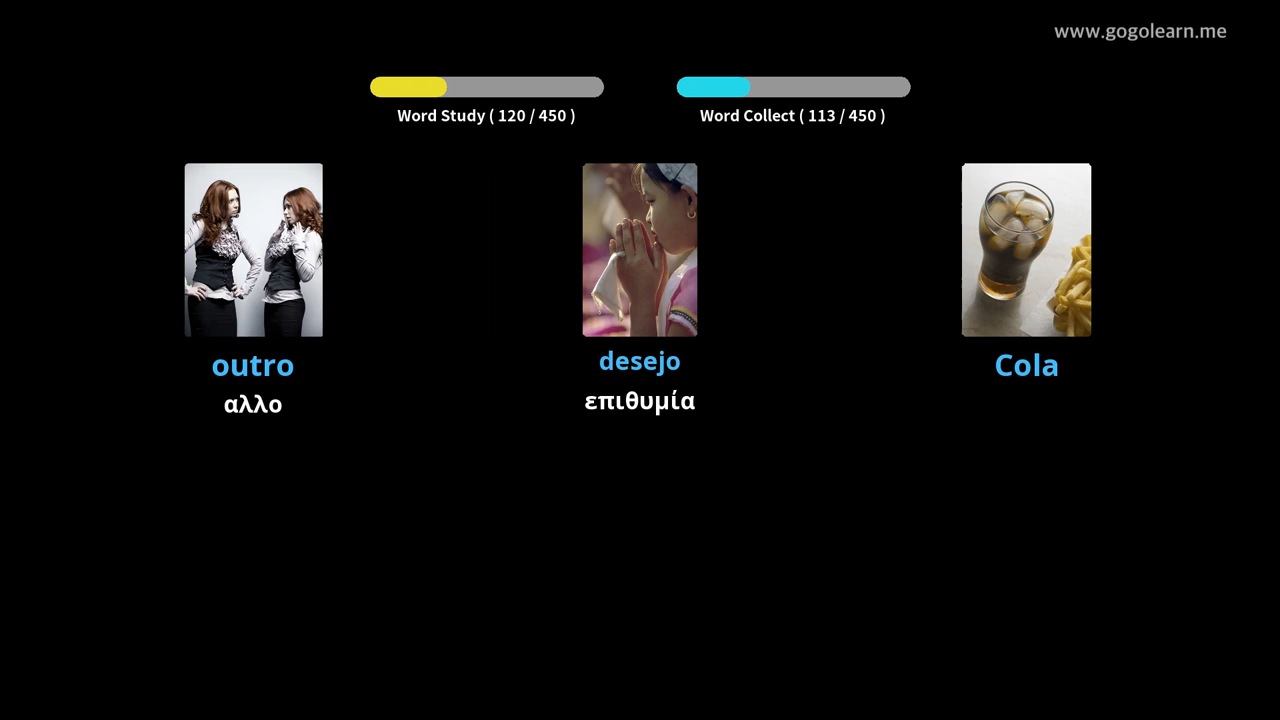 www.gogolearn.me
Word Study ( 120 / 450 )
Word Collect ( 113 / 450 )
outro
αλλο
desejo
επιθυμία
Cola